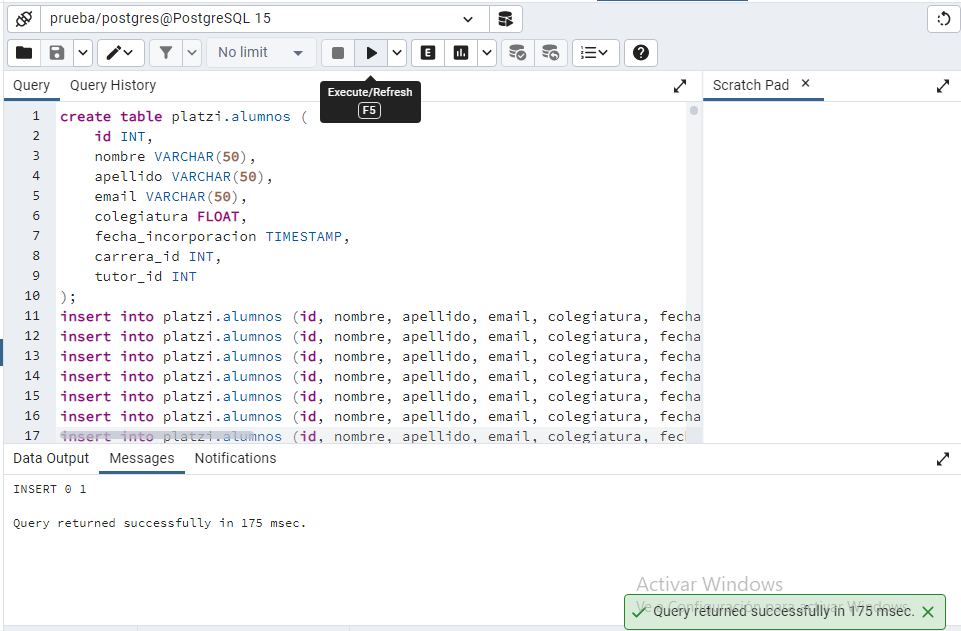 prueba/postgres@PostgreSQL 15
No limit
E
Query Query History
Scratch Pad
Execute/Refresh
F5
1 create table platzi.alumnos (
2 id INT,
3 nombre VARCHAR(50),
4 apellido VARCHAR(50),
5 email VARCHAR(50),
6 colegiatura FLOAT,
7 fecha_incorporacion TIMESTAMP,
8 carrera_id INT,
9 tutor_id INT
10 );
11 insert into platzi.alumnos (id, nombre, apellido, email, colegiatura, fecha
12 insert into platzi.alumnos (id, nombre, apellido, email, colegiatura, fecha
13 insert into platzi.alumnos (id, nombre, apellido, email, colegiatura, fecha
14 insert into platzi.alumnos (id, nombre, apellido, email, colegiatura, fecha
15 insert into platzi.alumnos (id, nombre, apellido, email, colegiatura, fecha
16 insert into platzi.alumnos (id, nombre, apellido, email, colegiatura, fecha
17 insert into platzi.alumnos (id, nombre, apellido, email, colegiatura, fecl
Data Output Messages Notifications
INSERT 0 1
Query returned successfully in 175 msec.
Activar Windows
Ve a Configuración para activar Windows.
Query returned successfully in 175 msec.